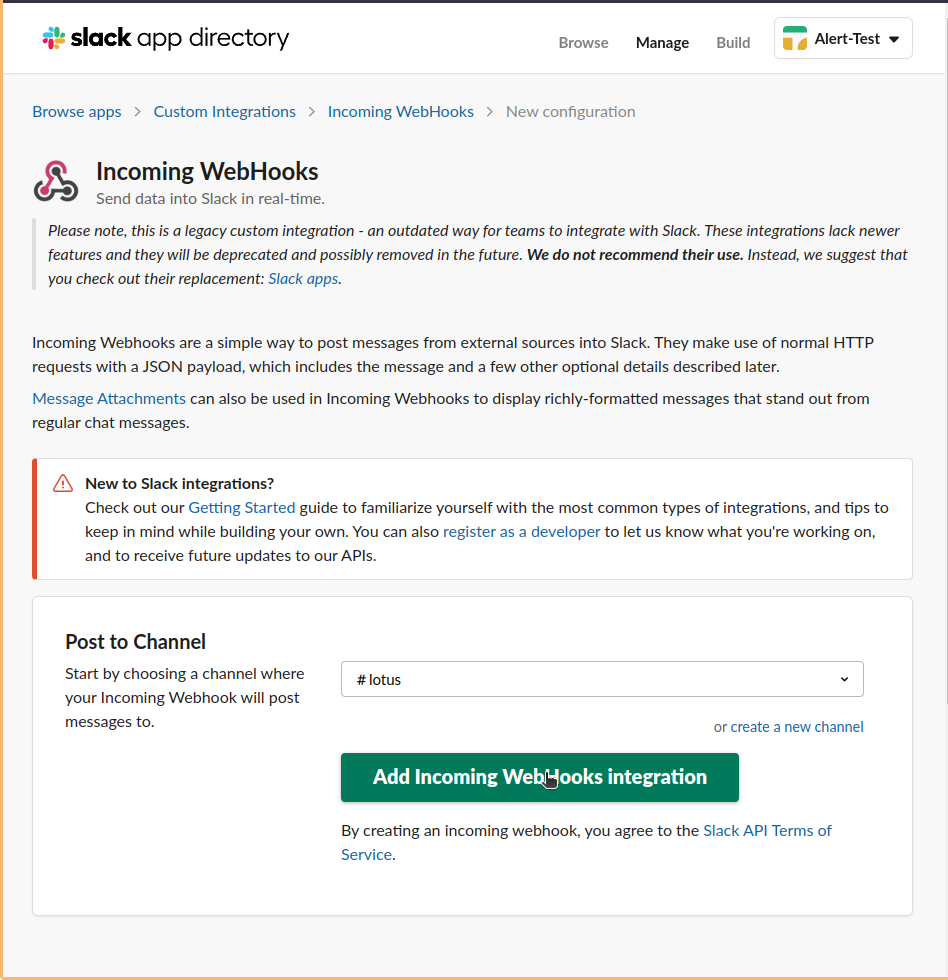 slack app directory
Browse Manage Build Alert-Test
Browse apps > Custom Integrations > Incoming WebHooks > New configuration
Incoming WebHooks
Send data into Slack in real-time.
Please note, this is a legacy custom integration - an outdated way for teams to integrate with Slack. These integrations lack newer
features and they will be deprecated and possibly removed in the future. We do not recommend their use. Instead, we suggest that
you check out their replacement: Slack apps.
Incoming Webhooks are a simple way to post messages from external sources into Slack. They make use of normal HTTP
requests with a JSON payload, which includes the message and a few other optional details described later.
Message Attachments can also be used in Incoming Webhooks to display richly-formatted messages that stand out from
regular chat messages.
New to Slack integrations?
Check out our Getting Started guide to familiarize yourself with the most common types of integrations, and tips to
keep in mind while building your own. You can also register as a developer to let us know what you're working on,
and to receive future updates to our APIs.
Post to Channel
Start by choosing a channel where
your Incoming Webhook will post
messages to.
# lotus
or create a new channel
Add Incoming WebHooks integration
By creating an incoming webhook, you agree to the Slack API Terms of
Service.